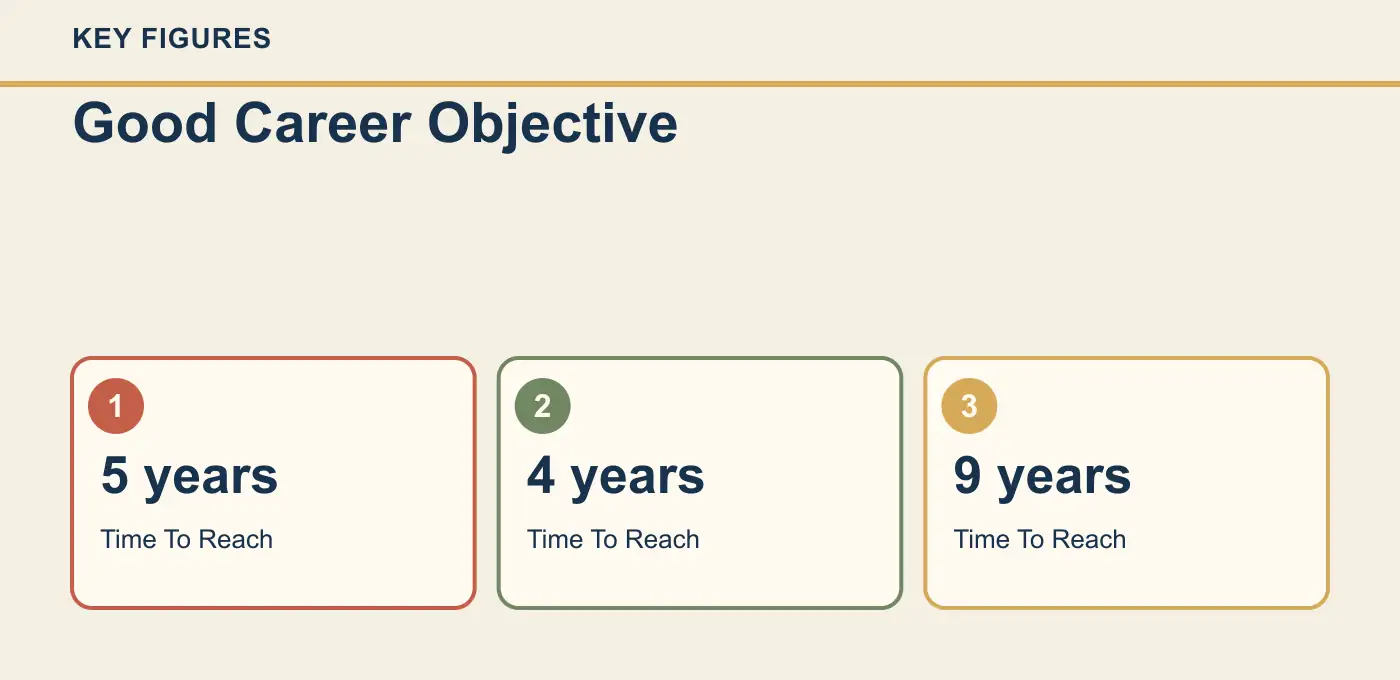 KEY FIGURES
Good Career Objective
1
5 years
Time To Reach
2
4 years
Time To Reach
3
9 years
Time To Reach